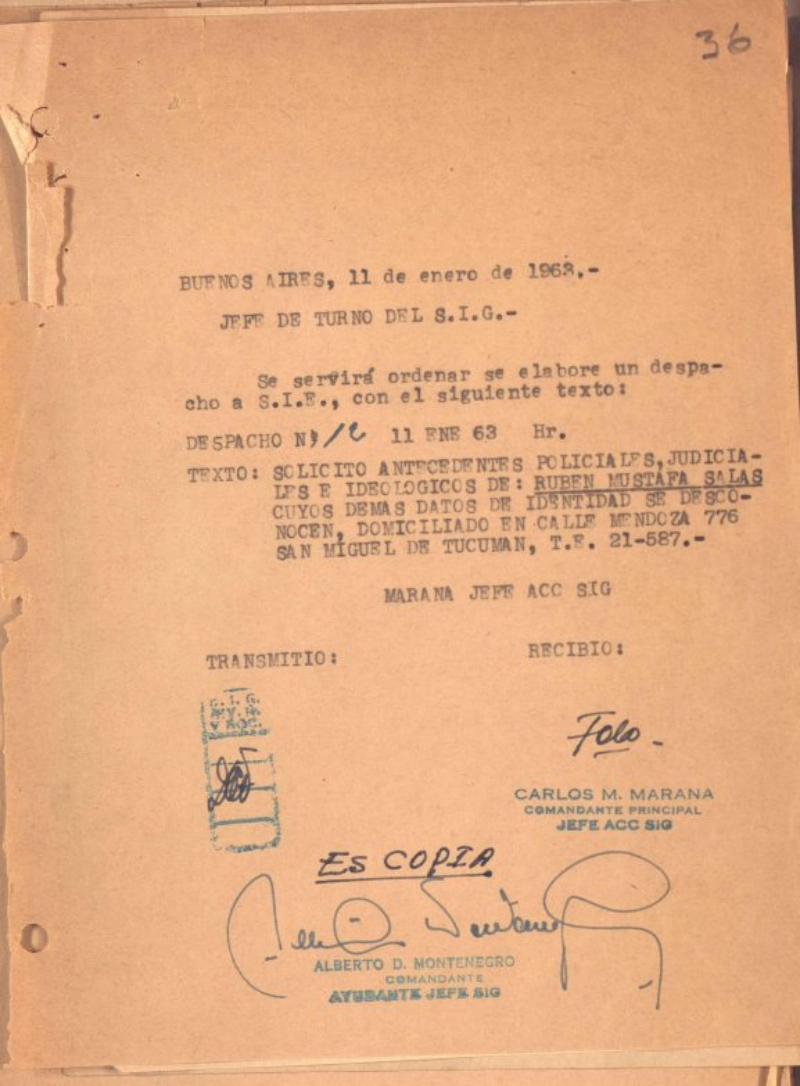 36
BUENOS AIRES, 11 de enero de 1963.-
JEFE DE TURNO DEL S.I.G.-
Se servirá ordenar se elabore un despa-
cho a S.I.E., con el siguiente texto:
DESPACHO Nº 12 11 ENE 63 Hr.
TEXTO: SOLICITO ANTECEDENTES POLICIALES,JUDICIA-
LES E IDEOLOGICOS DE: RUBEN MUSTAFA SALAS
CUYOS DEMAS DATOS DE IDENTIDAD SE DESCO-
NOCEN, DOMICILIADO EN CALLE MENDOZA 776
SAN MIGUEL DE TUCUMAN, T.E. 21-587.-
MARANA JEFE ACC SIG
TRANSMITIO: RECIBIO:
S. I. G.
CARLOS M. MARANA
COMANDANTE PRINCIPAL
JEFE ACC SIG
ES COPIA
ALBERTO D. MONTENEGRO
COMANDANTE
AYUDANTE JEFE SIG